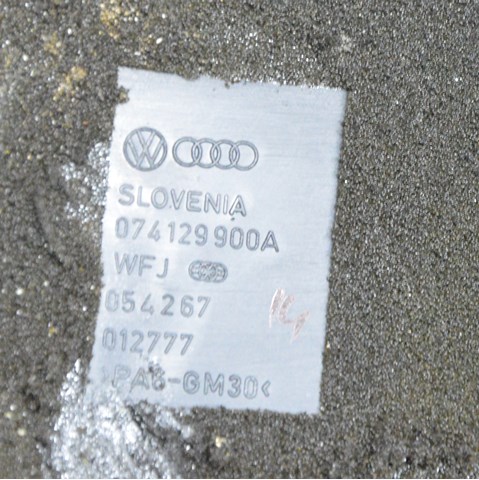 SLOVENIA
074129900A
WFJ
054267
012777
>PA6-GM30<